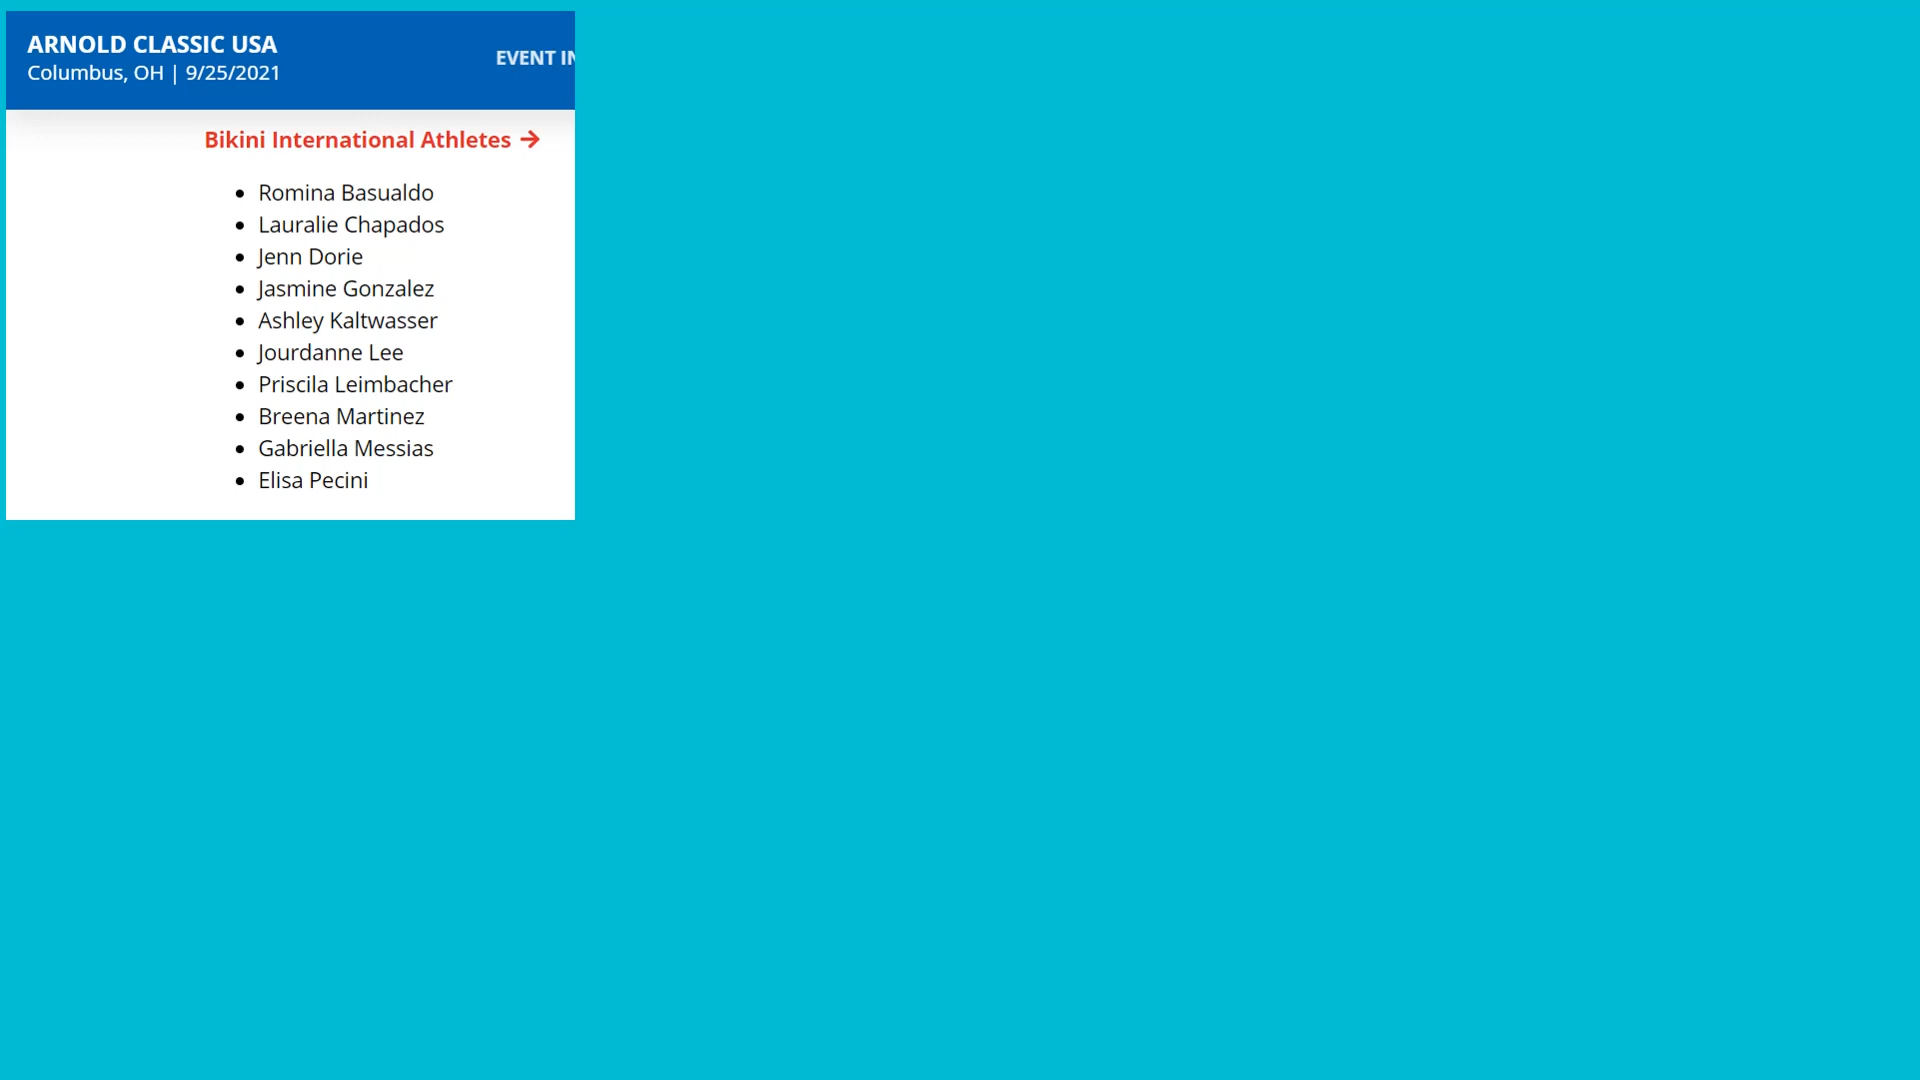 ARNOLD CLASSIC USA
Columbus, OH | 9/25/2021
EVENT IN
Bikini International Athletes →
• Romina Basualdo
• Lauralie Chapados
• Jenn Dorie
• Jasmine Gonzalez
• Ashley Kaltwasser
• Jourdanne Lee
• Priscila Leimbacher
• Breena Martinez
• Gabriella Messias
• Elisa Pecini